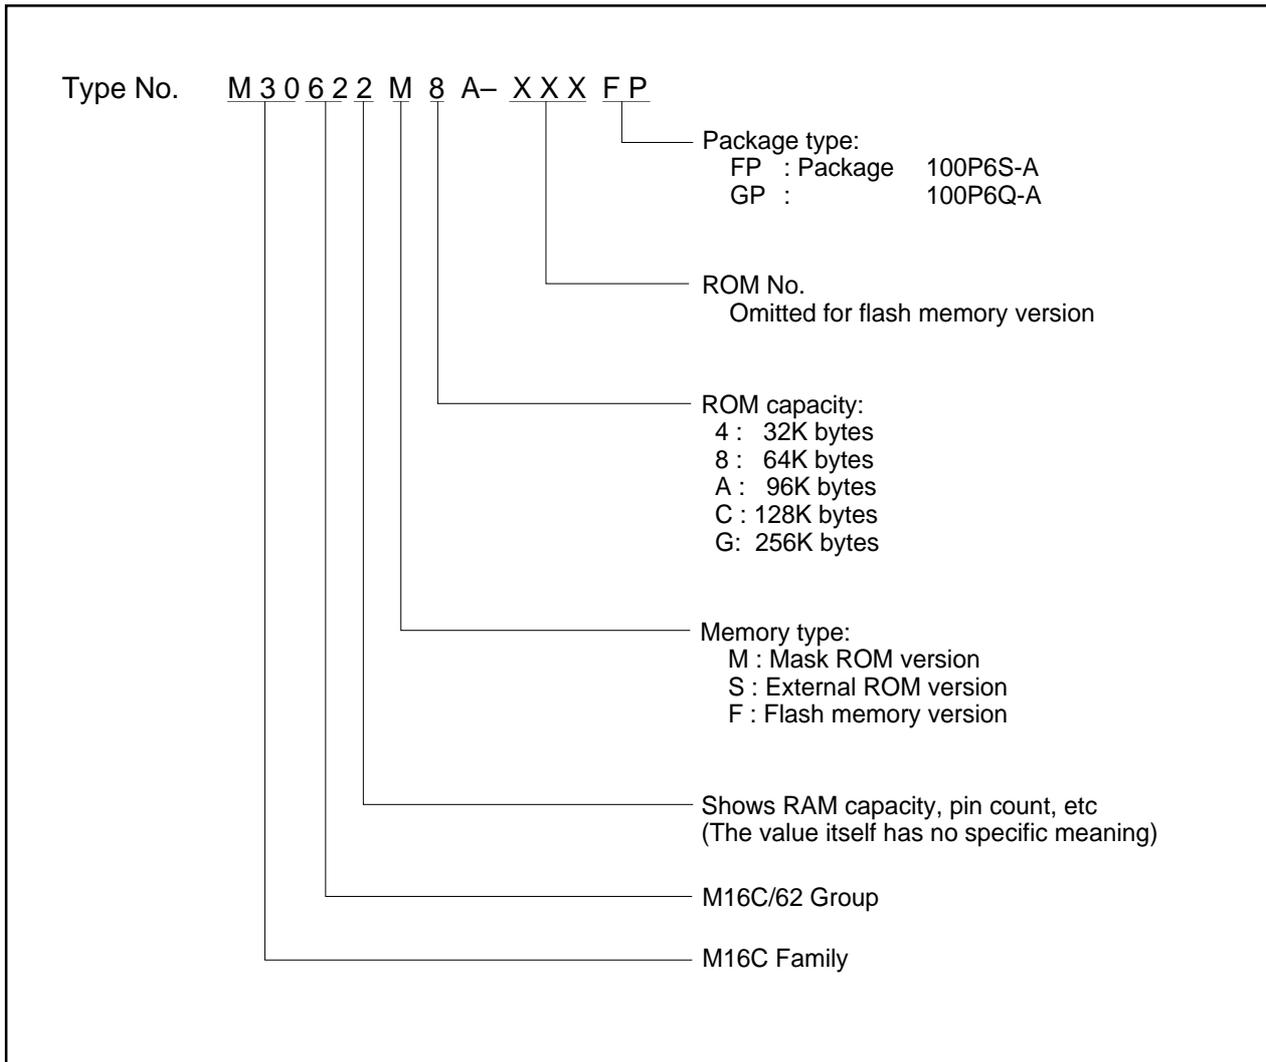 Type No. M 3 0 6 2 2 M 8 A– X X X F P
Package type:
FP : Package 100P6S-A
GP : 100P6Q-A
ROM No.
Omitted for flash memory version
ROM capacity:
4 : 32K bytes
8 : 64K bytes
A : 96K bytes
C : 128K bytes
G: 256K bytes
Memory type:
M : Mask ROM version
S : External ROM version
F : Flash memory version
Shows RAM capacity, pin count, etc
(The value itself has no specific meaning)
M16C/62 Group
M16C Family